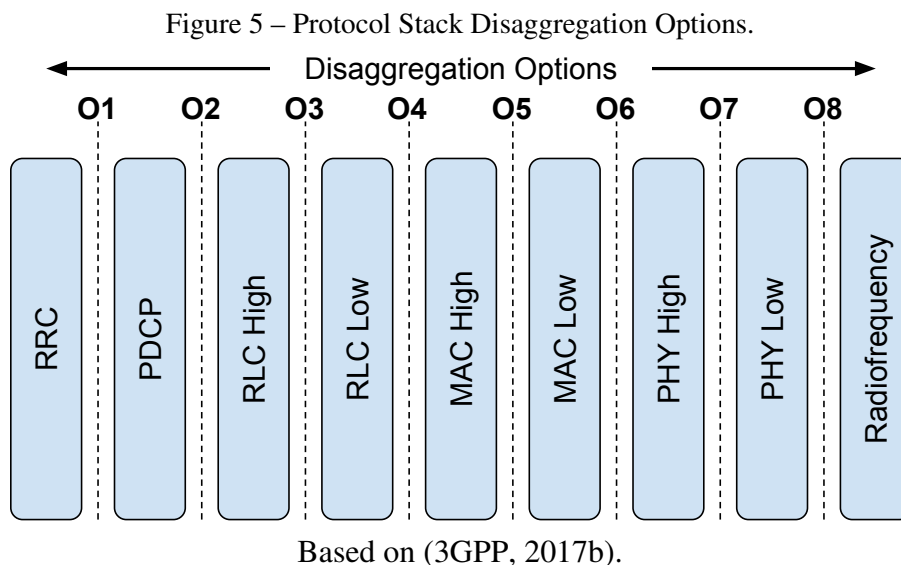 Figure 5 – Protocol Stack Disaggregation Options.
Disaggregation Options
O1 O2 O3 O4 O5 O6 O7 O8
RRC
PDCP
RLC High
RLC Low
MAC High
MAC Low
PHY High
PHY Low
Radiofrequency
Based on (3GPP, 2017b).